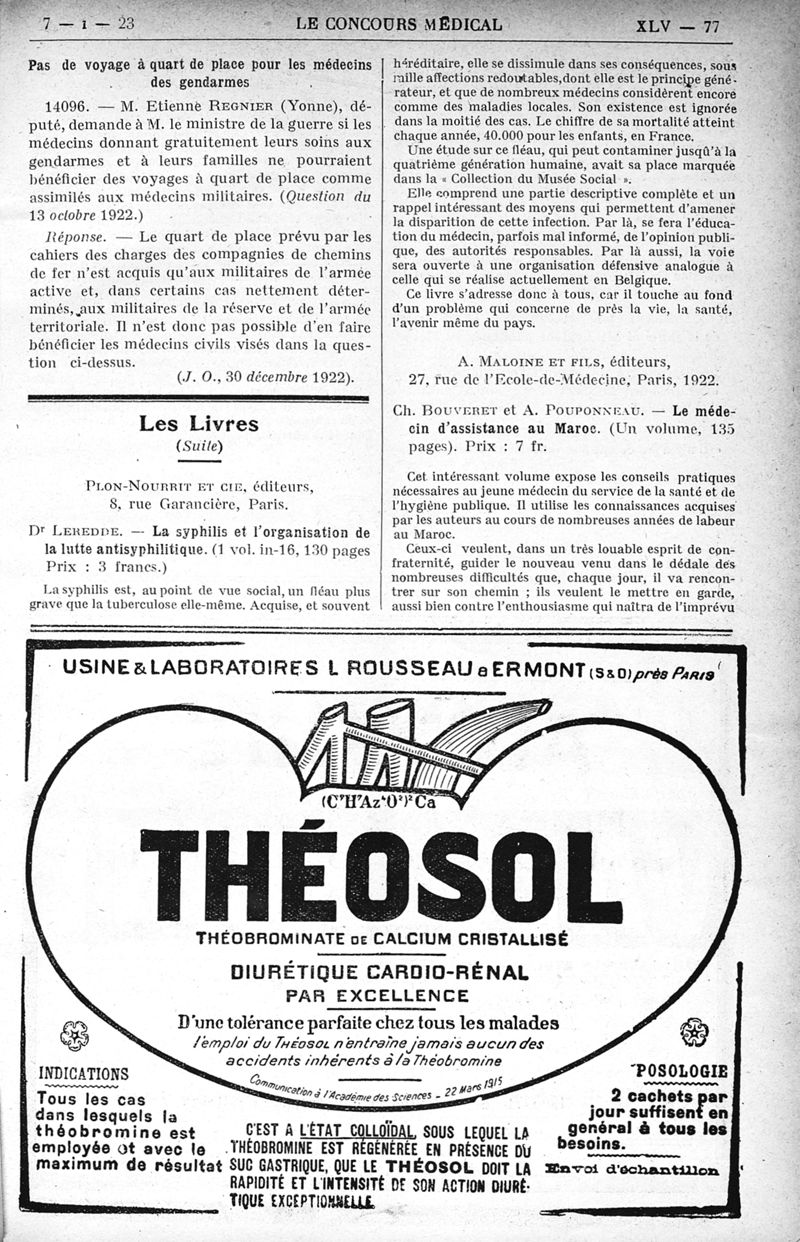 7 — 1 — 23
LE CONCOURS MÉDICAL
XLV — 77
Pas de voyage à quart de place pour les médecins
des gendarmes
14096. — M. Etienne REGNIER (Yonne), dé-
puté, demande à M. le ministre de la guerre si les
médecins donnant gratuitement leurs soins aux
gendarmes et à leurs familles ne pourraient
bénéficier des voyages à quart de place comme
assimilés aux médecins militaires. (Question du
13 octobre 1922.)
Réponse. — Le quart de place prévu par les
cahiers des charges des compagnies de chemins
de fer n'est acquis qu'aux militaires de l'armée
active et, dans certains cas nettement déter-
minés, aux militaires de la réserve et de l'armée
territoriale. Il n'est donc pas possible d'en faire
bénéficier les médecins civils visés dans la ques-
tion ci-dessus.
(J. O., 30 décembre 1922).
Les Livres
(Suite)
PLON-NOURRIT ET CIE, éditeurs,
8, rue Garancière, Paris.
Dr LEREDDE. — La syphilis et l'organisation de
la lutte antisyphilitique. (1 vol. in-16, 130 pages
Prix : 3 francs.)
La syphilis est, au point de vue social, un fléau plus
grave que la tuberculose elle-même. Acquise, et souvent
héréditaire, elle se dissimule dans ses conséquences, sous
mille affections redoutables, dont elle est le principe géné-
rateur, et que de nombreux médecins considèrent encore
comme des maladies locales. Son existence est ignorée
dans la moitié des cas. Le chiffre de sa mortalité atteint
chaque année, 40.000 pour les enfants, en France.
Une étude sur ce fléau, qui peut contaminer jusqu'à la
quatrième génération humaine, avait sa place marquée
dans la « Collection du Musée Social ».
Elle comprend une partie descriptive complète et un
rappel intéressant des moyens qui permettent d'amener
la disparition de cette infection. Par là, se fera l'éduca-
tion du médecin, parfois mal informé, de l'opinion publi-
que, des autorités responsables. Par là aussi, la voie
sera ouverte à une organisation défensive analogue à
celle qui se réalise actuellement en Belgique.
Ce livre s'adresse donc à tous, car il touche au fond
d'un problème qui concerne de près la vie, la santé,
l'avenir même du pays.
A. MALOINE ET FILS, éditeurs,
27, rue de l'Ecole-de-Médecine, Paris, 1922.
Ch. BOUVERET et A. POUPONNEAU. — Le méde-
cin d'assistance au Maroc. (Un volume, 135
pages). Prix : 7 fr.
Cet intéressant volume expose les conseils pratiques
nécessaires au jeune médecin du service de la santé et de
l'hygiène publique. Il utilise les connaissances acquises
par les auteurs au cours de nombreuses années de labeur
au Maroc.
Ceux-ci veulent, dans un très louable esprit de con-
fraternité, guider le nouveau venu dans le dédale des
nombreuses difficultés que, chaque jour, il va rencon-
trer sur son chemin ; ils veulent le mettre en garde,
aussi bien contre l'enthousiasme qui naîtra de l'imprévu
USINE & LABORATOIRES L ROUSSEAU à ERMONT (S & O) près PARIS
(C⁷H⁷Az⁴O²)²Ca
THÉOSOL
THÉOBROMINATE DE CALCIUM CRISTALLISÉ
DIURÉTIQUE CARDIO-RÉNAL
PAR EXCELLENCE
D'une tolérance parfaite chez tous les malades
l'emploi du THÉOSOL n'entraîne jamais aucun des
accidents inhérents à la Théobromine
Communication à l'Académie des Sciences - 22 Mars 1915
INDICATIONS
Tous les cas
dans lesquels la
théobromine est
employée et avec le
maximum de résultat
C'EST A L'ÉTAT COLLOÏDAL, SOUS LEQUEL LA
THÉOBROMINE EST RÉGÉNÉRÉE EN PRÉSENCE DU
SUC GASTRIQUE, QUE LE THÉOSOL DOIT LA
RAPIDITÉ ET L'INTENSITÉ DE SON ACTION DIURÉ-
TIQUE EXCEPTIONNELLE.
POSOLOGIE
2 cachets par
jour suffisent en
général à tous les
besoins.
Envoi d'échantillon